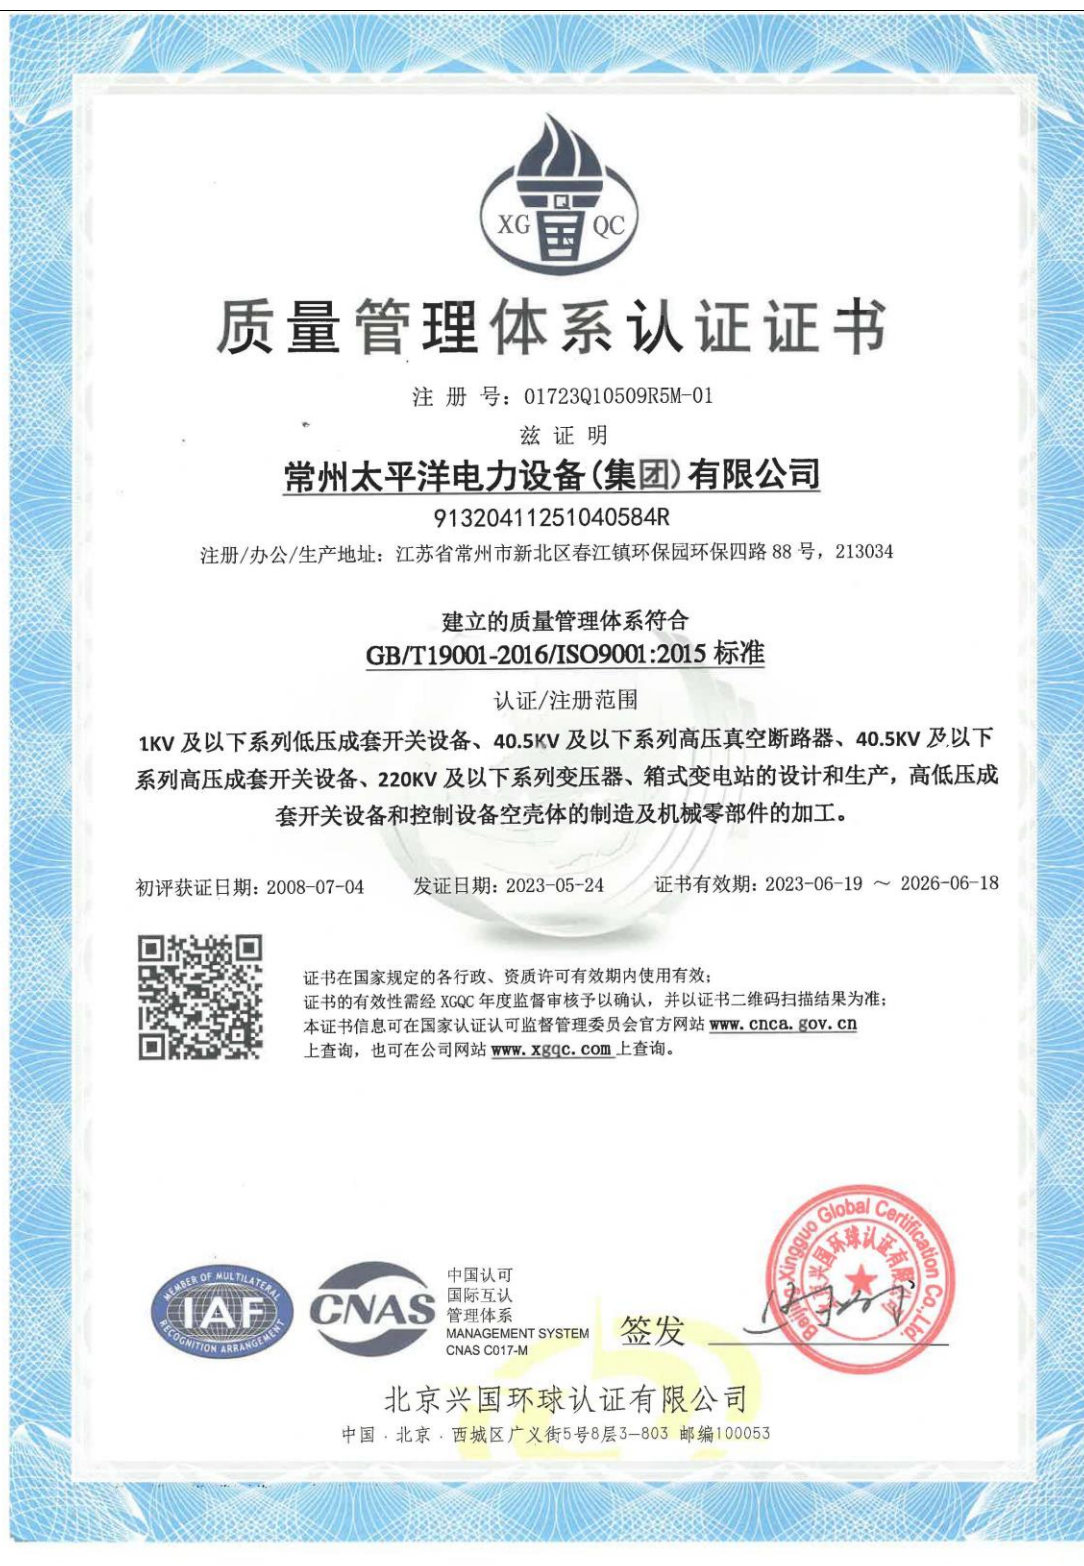 XG QC
质量管理体系认证证书
注 册 号：01723Q10509R5M-01
兹 证 明
常州太平洋电力设备(集团)有限公司
91320411251040584R
注册/办公/生产地址：江苏省常州市新北区春江镇环保园环保四路 88 号，213034
建立的质量管理体系符合
GB/T19001-2016/ISO9001:2015 标准
认证/注册范围
1KV 及以下系列低压成套开关设备、40.5KV 及以下系列高压真空断路器、40.5KV 及以下
系列高压成套开关设备、220KV 及以下系列变压器、箱式变电站的设计和生产，高低压成
套开关设备和控制设备空壳体的制造及机械零部件的加工。
初评获证日期：2008-07-04 发证日期：2023-05-24 证书有效期：2023-06-19 ～ 2026-06-18
证书在国家规定的各行政、资质许可有效期内使用有效；
证书的有效性需经 XGQC 年度监督审核予以确认，并以证书二维码扫描结果为准；
本证书信息可在国家认证认可监督管理委员会官方网站 www.cnca.gov.cn
上查询，也可在公司网站 www.xgqc.com 上查询。
MEMBER OF MULTILATERAL
IAF
RECOGNITION ARRANGEMENT
CNAS
中国认可
国际互认
管理体系
MANAGEMENT SYSTEM
CNAS C017-M
签发
Beijing Xingguo Global Certification Co.,Ltd.
北京兴国环球认证有限公司
北京兴国环球认证有限公司
中国·北京·西城区广义街5号8层3—803 邮编100053